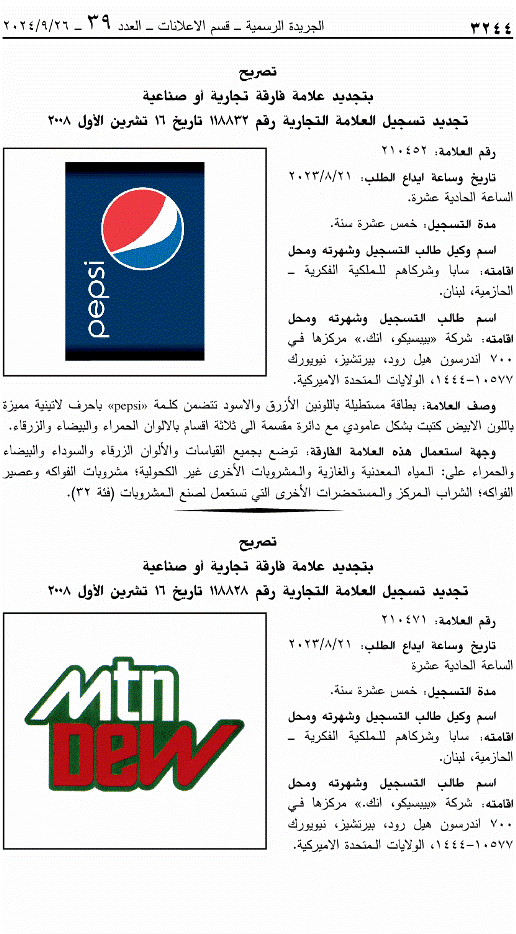 ٣٢٤٤
الجريدة الرسمية ــ قسم الاعلانات ــ العدد ٣٩ ــ ٢٠٢٤/٩/٢٦
تصريح
بتجديد علامة فارقة تجارية أو صناعية
تجديد تسجيل العلامة التجارية رقم ١١٨٨٣٢ تاريخ ١٦ تشرين الأول ٢٠٠٨
رقم العلامة: ٢١٠٤٥٢
تاريخ وساعة ايداع الطلب: ٢٠٢٣/٨/٢١
الساعة الحادية عشرة.
مدة التسجيل: خمس عشرة سنة.
اسم وكيل طالب التسجيل وشهرته ومحل
اقامته: سابا وشركاهم للملكية الفكرية ــ
الحازمية، لبنان.
اسم طالب التسجيل وشهرته ومحل
اقامته: شركة «بيبسيكو، انك.» مركزها في
٧٠٠ اندرسون هيل رود، بيرتشيز، نيويورك
١٠٥٧٧–١٤٤٤، الولايات المتحدة الاميركية.
pepsi
وصف العلامة: بطاقة مستطيلة باللونين الأزرق والاسود تتضمن كلمة «pepsi» باحرف لاتينية مميزة
باللون الابيض كتبت بشكل عامودي مع دائرة مقسمة الى ثلاثة اقسام بالالوان الحمراء والبيضاء والزرقاء.
وجهة استعمال هذه العلامة الفارقة: توضع بجميع القياسات والألوان الزرقاء والسوداء والبيضاء
والحمراء على: المياه المعدنية والغازية والمشروبات الأخرى غير الكحولية؛ مشروبات الفواكه وعصير
الفواكه؛ الشراب المركز والمستحضرات الأخرى التي تستعمل لصنع المشروبات (فئة ٣٢).
تصريح
بتجديد علامة فارقة تجارية أو صناعية
تجديد تسجيل العلامة التجارية رقم ١١٨٨٢٨ تاريخ ١٦ تشرين الأول ٢٠٠٨
رقم العلامة: ٢١٠٤٧١
تاريخ وساعة ايداع الطلب: ٢٠٢٣/٨/٢١
الساعة الحادية عشرة
مدة التسجيل: خمس عشرة سنة.
اسم وكيل طالب التسجيل وشهرته ومحل
اقامته: سابا وشركاهم للملكية الفكرية ــ
الحازمية، لبنان.
اسم طالب التسجيل وشهرته ومحل
اقامته: شركة «بيبسيكو، انك.» مركزها في
٧٠٠ اندرسون هيل رود، بيرتشيز، نيويورك
١٠٥٧٧–١٤٤٤، الولايات المتحدة الاميركية.
mtn
DEW